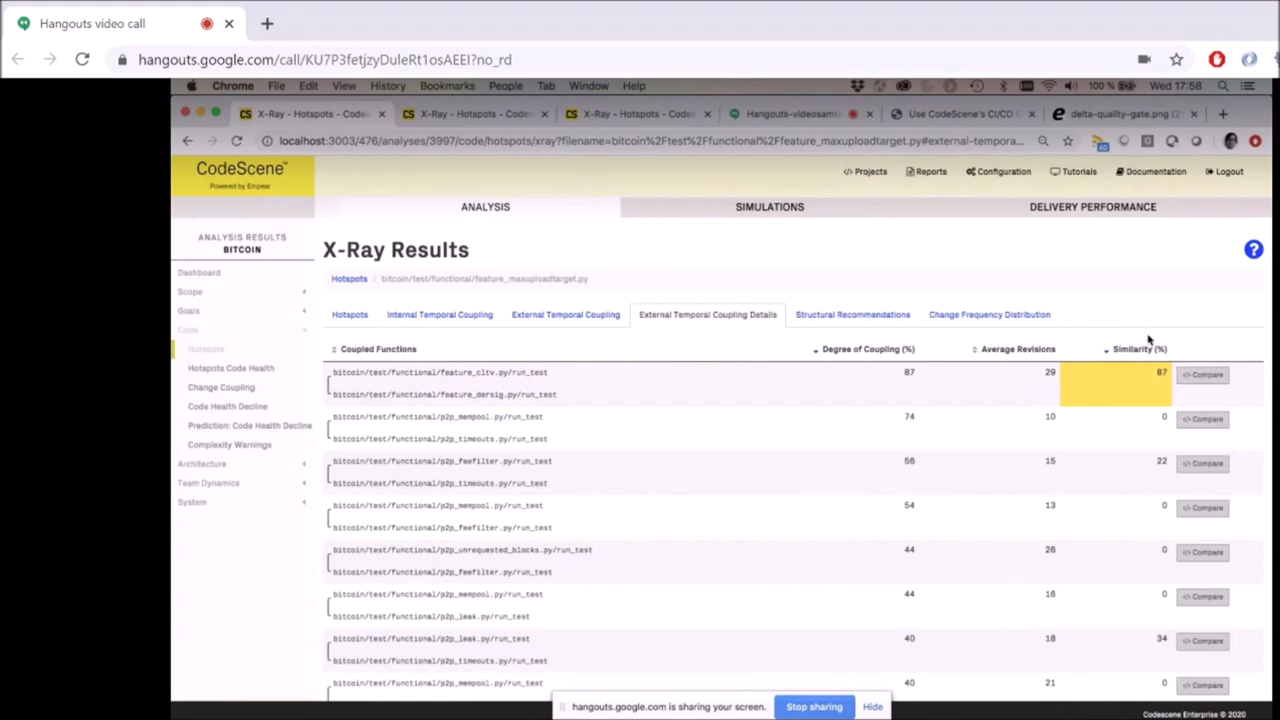 Hangouts video call
hangouts.google.com/call/KU7P3fetjzyDuleRt1osAEEI?no_rd
Chrome File Edit View History Bookmarks People Tab Window Help 100 % Wed 17:58
CS X-Ray - Hotspots - Codes CS X-Ray - Hotspots - Codes CS X-Ray - Hotspots - Codes Hangouts-videosamta Use CodeScene's CI/CD C delta-quality-gate.png (2
localhost:3003/476/analyses/3997/code/hotspots/xray?filename=bitcoin%2Ftest%2Ffunctional%2Ffeature_maxuploadtarget.py#external-tempora...
CodeScene™
Powered by Empear
Projects Reports Configuration Tutorials Documentation Logout
ANALYSIS SIMULATIONS DELIVERY PERFORMANCE
ANALYSIS RESULTS
BITCOIN
Dashboard
Scope
Goals
Code
Hotspots
Hotspots Code Health
Change Coupling
Code Health Decline
Prediction: Code Health Decline
Complexity Warnings
Architecture
Team Dynamics
System
X-Ray Results
?
Hotspots / bitcoin/test/functional/feature_maxuploadtarget.py
Hotspots Internal Temporal Coupling External Temporal Coupling External Temporal Coupling Details Structural Recommendations Change Frequency Distribution
Coupled Functions Degree of Coupling (%) Average Revisions Similarity (%)
bitcoin/test/functional/feature_cltv.py/run_test 87 29 87 </> Compare
bitcoin/test/functional/feature_dersig.py/run_test
bitcoin/test/functional/p2p_mempool.py/run_test 74 10 0 </> Compare
bitcoin/test/functional/p2p_timeouts.py/run_test
bitcoin/test/functional/p2p_feefilter.py/run_test 56 15 22 </> Compare
bitcoin/test/functional/p2p_timeouts.py/run_test
bitcoin/test/functional/p2p_mempool.py/run_test 54 13 0 </> Compare
bitcoin/test/functional/p2p_feefilter.py/run_test
bitcoin/test/functional/p2p_unrequested_blocks.py/run_test 44 26 0 </> Compare
bitcoin/test/functional/p2p_feefilter.py/run_test
bitcoin/test/functional/p2p_mempool.py/run_test 44 16 0 </> Compare
bitcoin/test/functional/p2p_leak.py/run_test
bitcoin/test/functional/p2p_leak.py/run_test 40 18 34 </> Compare
bitcoin/test/functional/p2p_timeouts.py/run_test
bitcoin/test/functional/p2p_mempool.py/run_test 40 21 0 </> Compare
hangouts.google.com is sharing your screen. Stop sharing Hide
Codescene Enterprise © 2020